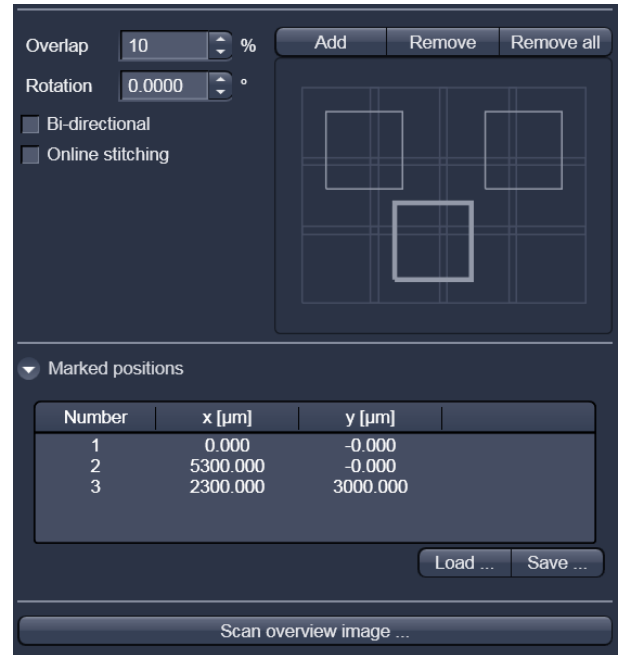 Overlap 10 % Add Remove Remove all
Rotation 0.0000 °
Bi-directional
Online stitching
Marked positions
Number x [μm] y [μm]
1 0.000 -0.000
2 5300.000 -0.000
3 2300.000 3000.000
Load ... Save ...
Scan overview image ...